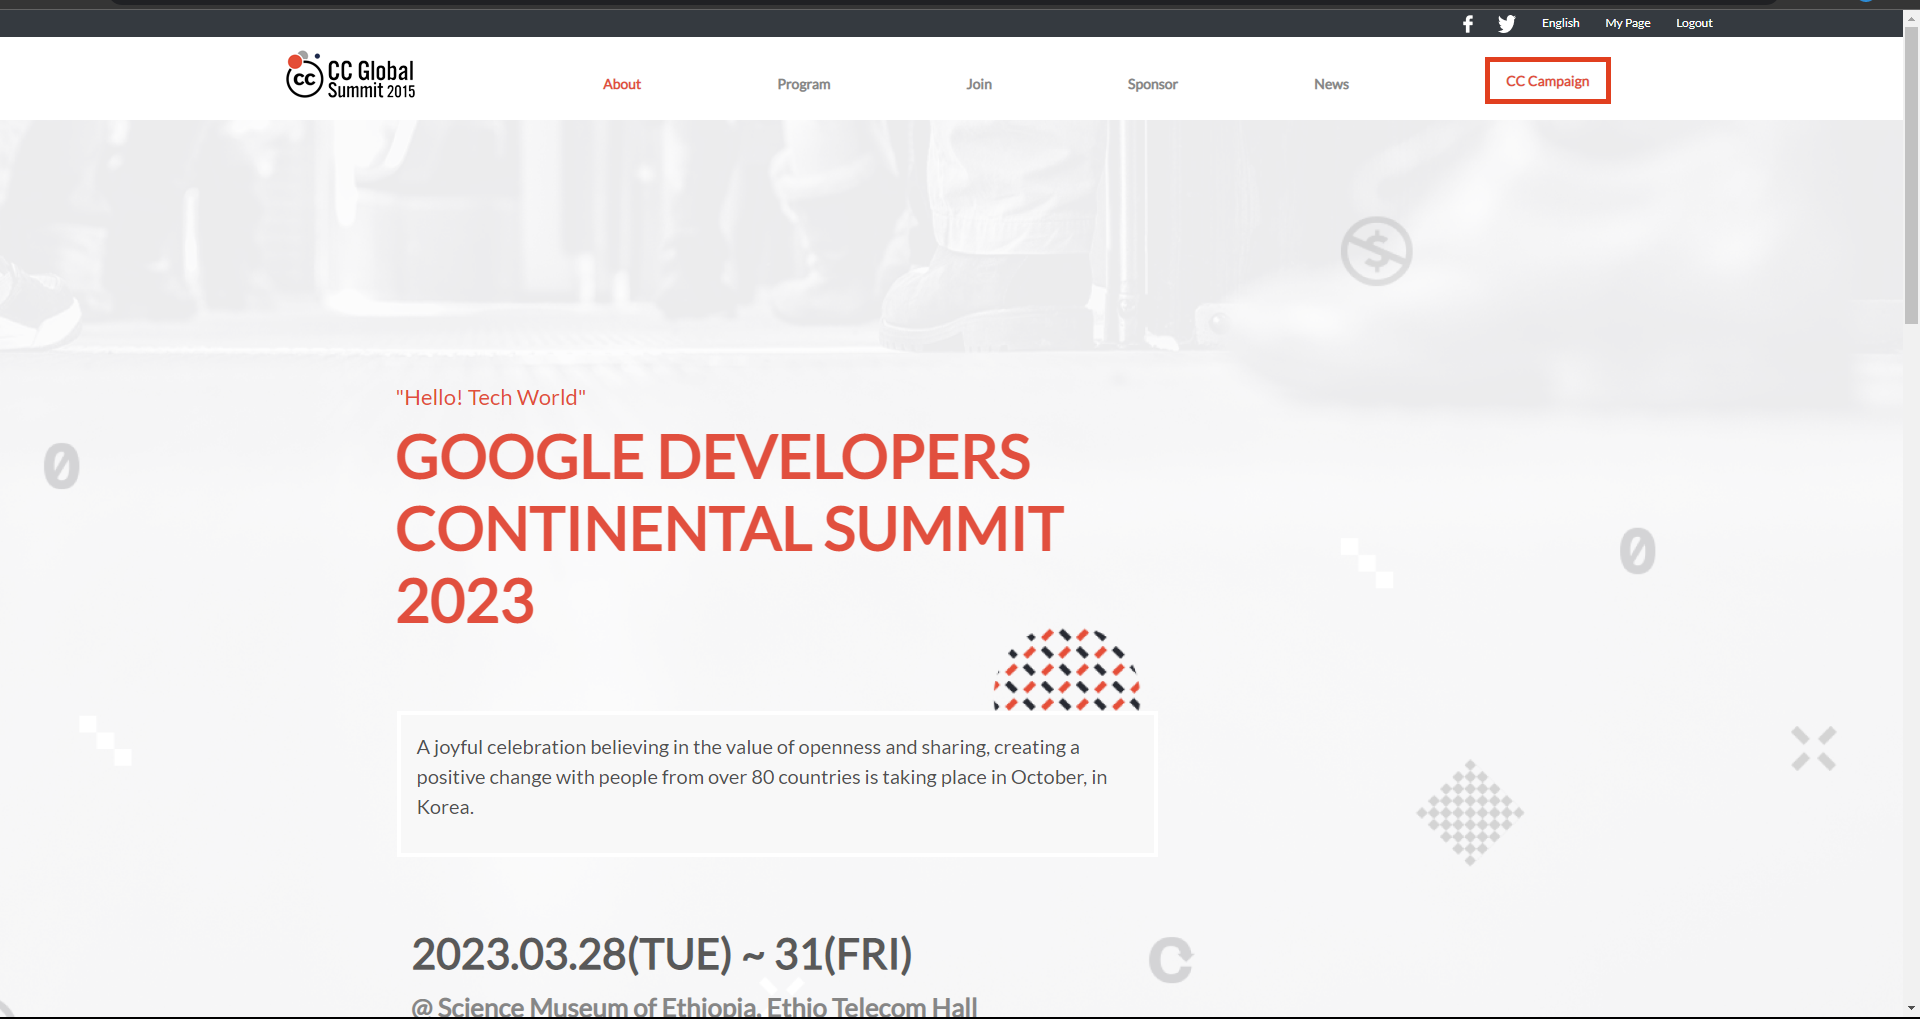 English My Page Logout
CC Global
Summit 2015
cc
About Program Join Sponsor News CC Campaign
"Hello! Tech World"
GOOGLE DEVELOPERS
CONTINENTAL SUMMIT
2023
A joyful celebration believing in the value of openness and sharing, creating a
positive change with people from over 80 countries is taking place in October, in
Korea.
2023.03.28(TUE) ~ 31(FRI)
@ Science Museum of Ethiopia, Ethio Telecom Hall